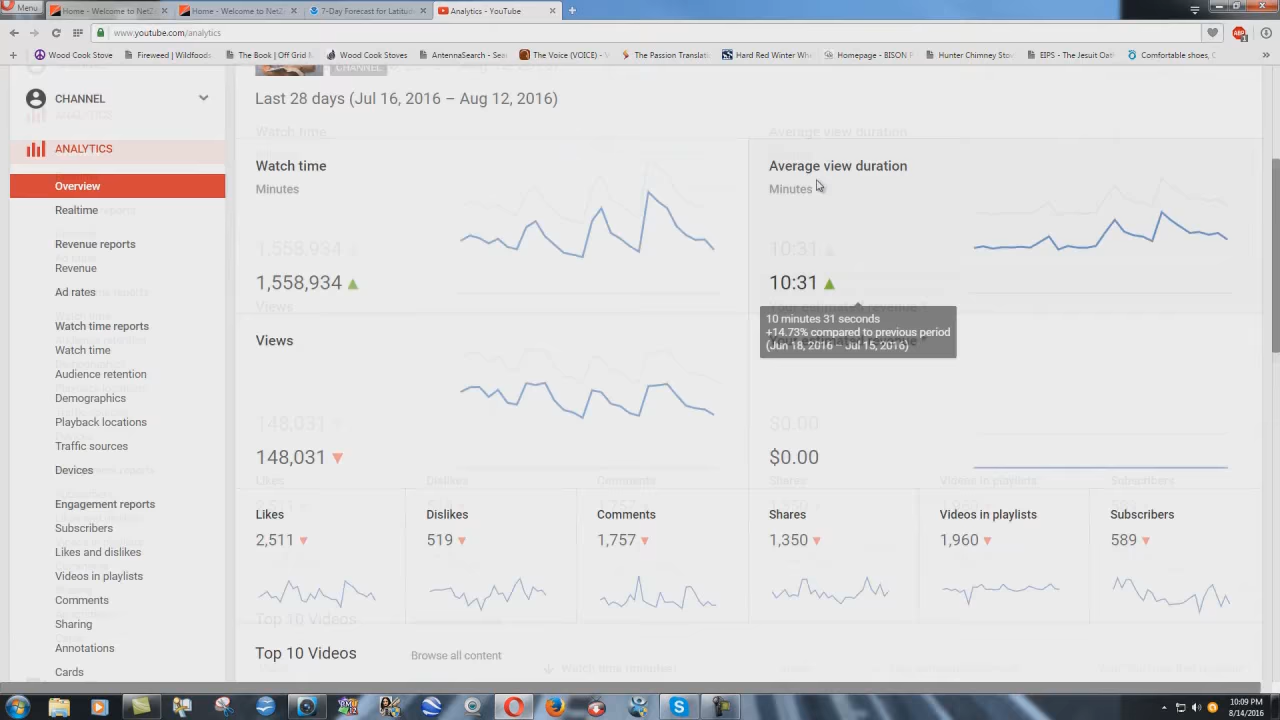 Menu
Home - Welcome to NetZ
Home - Welcome to NetZ
7-Day Forecast for Latitud
Analytics - YouTube
www.youtube.com/analytics
Wood Cook Stove
Fireweed | Wildfoods
The Book | Off Grid
Wood Cook Stoves
AntennaSearch - Sea
The Voice (VOICE) -
The Passion Translati
Hard Red Winter Wh
Homepage - BISON P
Hunter Chimney Stov
EIPS - The Jesuit Oat
Comfortable shoes,
CHANNEL
CHANNEL
Last 28 days (Jul 16, 2016 – Aug 12, 2016)
ANALYTICS
Overview
Realtime
Revenue reports
Revenue
Ad rates
Watch time reports
Watch time
Audience retention
Demographics
Playback locations
Traffic sources
Devices
Engagement reports
Subscribers
Likes and dislikes
Videos in playlists
Comments
Sharing
Annotations
Cards
Watch time
Minutes
1,558,934
Average view duration
Minutes
10:31
10 minutes 31 seconds
+14.73% compared to previous period
(Jun 18, 2016 – Jul 15, 2016)
Views
148,031
$0.00
Likes
2,511
Dislikes
519
Comments
1,757
Shares
1,350
Videos in playlists
1,960
Subscribers
589
Top 10 Videos
Browse all content
10:09 PM
8/14/2016